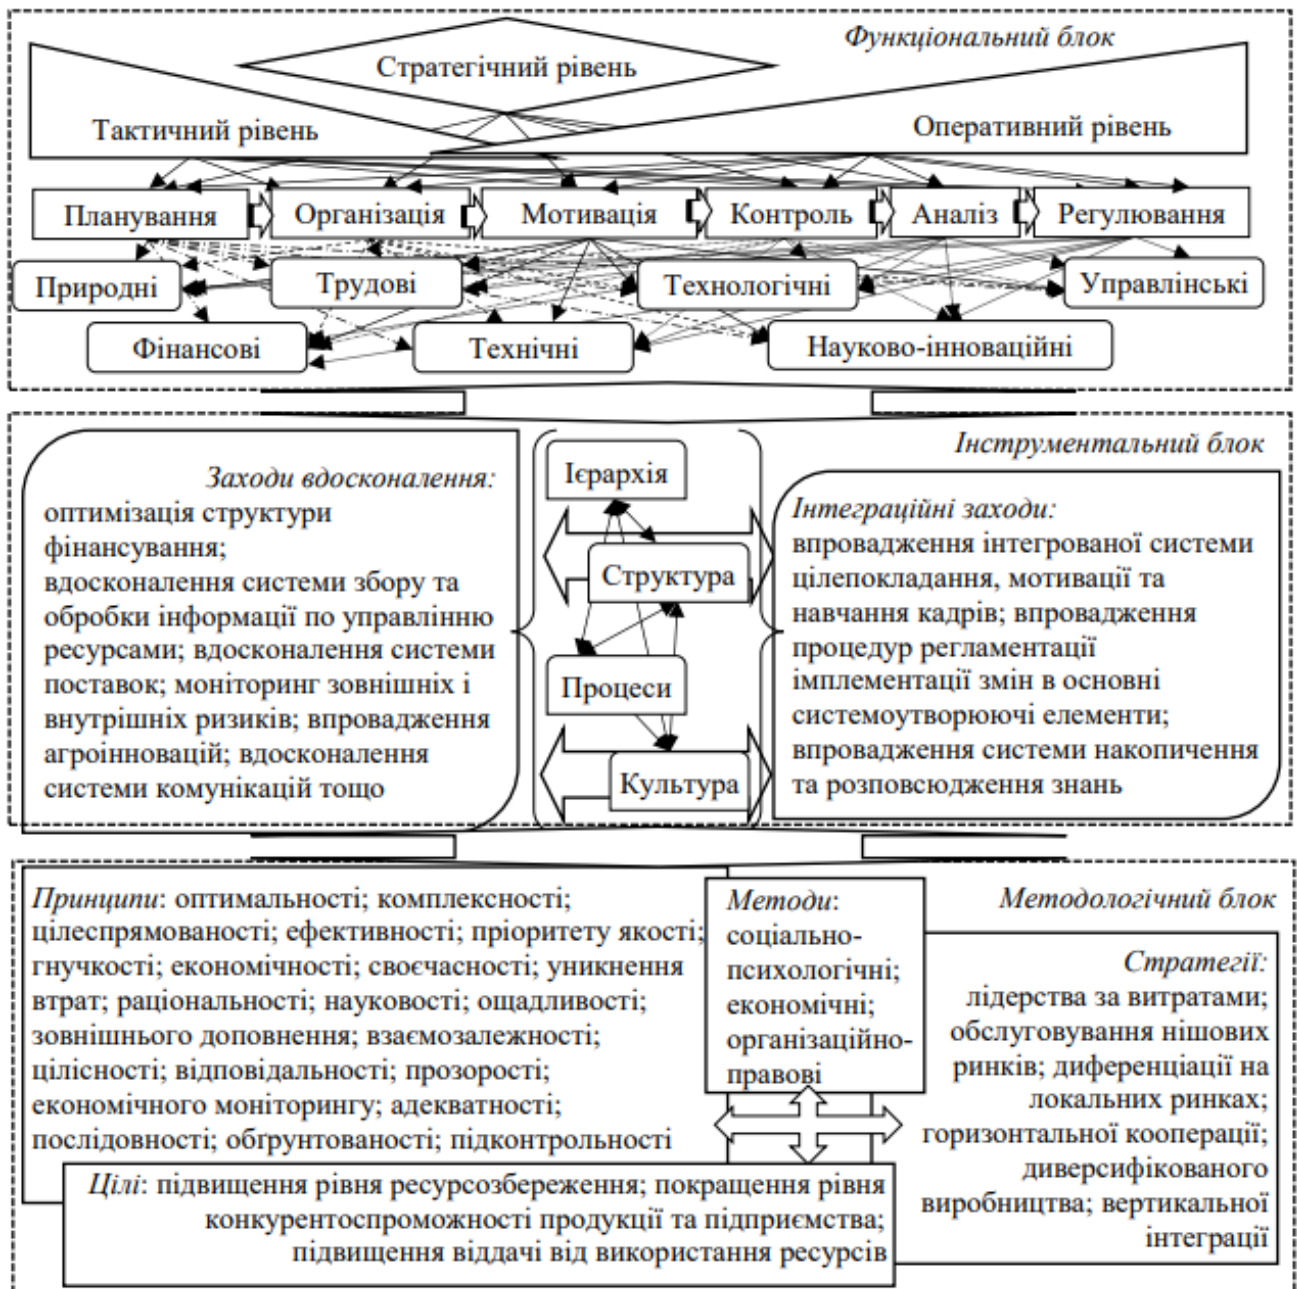 Функціональний блок
Стратегічний рівень
Тактичний рівень
Оперативний рівень
Планування
Організація
Мотивація
Контроль
Аналіз
Регулювання
Природні
Трудові
Технологічні
Управлінські
Фінансові
Технічні
Науково-інноваційні
Інструментальний блок
Заходи вдосконалення:
оптимізація структури
фінансування;
вдосконалення системи збору та
обробки інформації по управлінню
ресурсами; вдосконалення системи
поставок; моніторинг зовнішніх і
внутрішніх ризиків; впровадження
агроінновацій; вдосконалення
системи комунікацій тощо
Ієрархія
Структура
Процеси
Культура
Інтеграційні заходи:
впровадження інтегрованої системи
цілепокладання, мотивації та
навчання кадрів; впровадження
процедур регламентації
імплементації змін в основні
системоутворюючі елементи;
впровадження системи накопичення
та розповсюдження знань
Принципи: оптимальності; комплексності;
цілеспрямованості; ефективності; пріоритету якості;
гнучкості; економічності; своєчасності; уникнення
втрат; раціональності; науковості; ощадливості;
зовнішнього доповнення; взаємозалежності;
цілісності; відповідальності; прозорості;
економічного моніторингу; адекватності;
послідовності; обґрунтованості; підконтрольності
Методи:
соціально-
психологічні;
економічні;
організаційно-
правові
Методологічний блок
Стратегії:
лідерства за витратами;
обслуговування нішових
ринків; диференціації на
локальних ринках;
горизонтальної кооперації;
диверсифікованого
виробництва; вертикальної
інтеграції
Цілі: підвищення рівня ресурсозбереження; покращення рівня
конкурентоспроможності продукції та підприємства;
підвищення віддачі від використання ресурсів